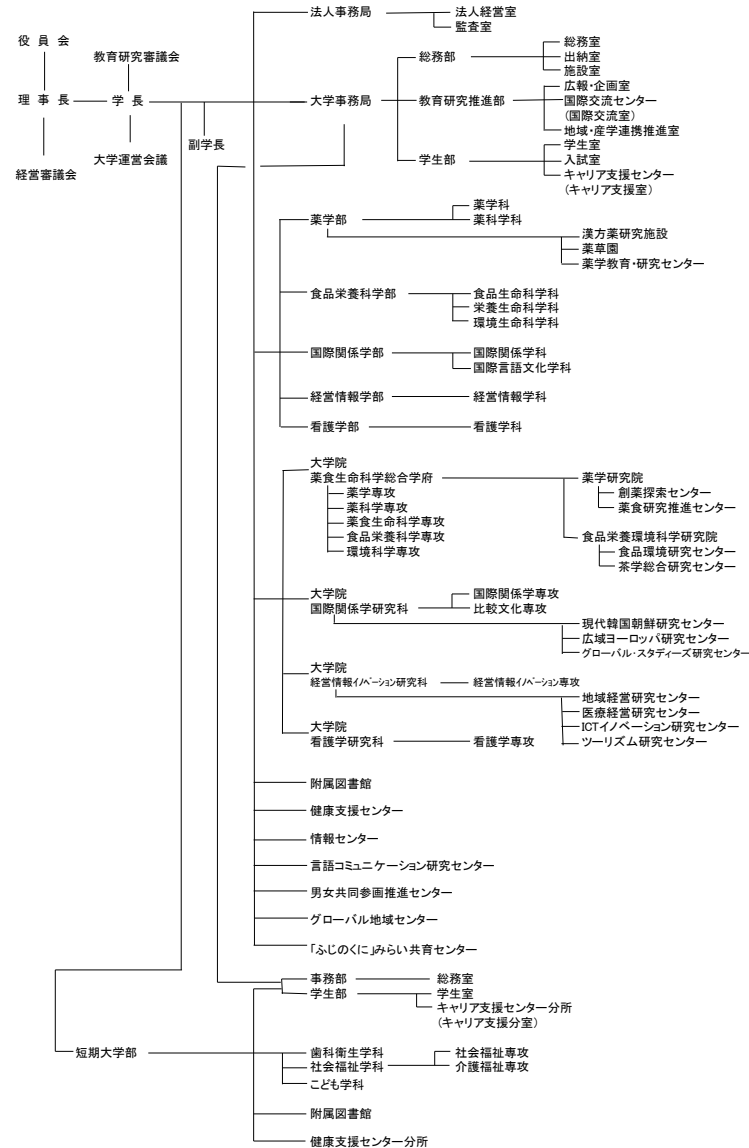 法人事務局 法人経営室
監査室
役員会
教育研究審議会
理事長 学長
副学長
大学運営会議
経営審議会
大学事務局
総務部
総務室
出納室
施設室
教育研究推進部
広報・企画室
国際交流センター
(国際交流室)
地域・産学連携推進室
学生部
学生室
入試室
キャリア支援センター
(キャリア支援室)
薬学部
薬学科
薬科学科
漢方薬研究施設
薬草園
薬学教育・研究センター
食品栄養科学部
食品生命科学科
栄養生命科学科
環境生命科学科
国際関係学部
国際関係学科
国際言語文化学科
経営情報学部 経営情報学科
看護学部 看護学科
大学院
薬食生命科学総合学府
薬学専攻
薬科学専攻
薬食生命科学専攻
食品栄養科学専攻
環境科学専攻
薬学研究院
創薬探索センター
薬食研究推進センター
食品栄養環境科学研究院
食品環境研究センター
茶学総合研究センター
大学院
国際関係学研究科
国際関係学専攻
比較文化専攻
現代韓国朝鮮研究センター
広域ヨーロッパ研究センター
グローバル・スタディーズ研究センター
大学院
経営情報イノベーション研究科 経営情報イノベーション専攻
地域経営研究センター
医療経営研究センター
ICTイノベーション研究センター
ツーリズム研究センター
大学院
看護学研究科 看護学専攻
附属図書館
健康支援センター
情報センター
言語コミュニケーション研究センター
男女共同参画推進センター
グローバル地域センター
「ふじのくに」みらい共育センター
事務部 総務室
学生部 学生室
キャリア支援センター分所
(キャリア支援分室)
短期大学部
歯科衛生学科
社会福祉学科
社会福祉専攻
介護福祉専攻
こども学科
附属図書館
健康支援センター分所